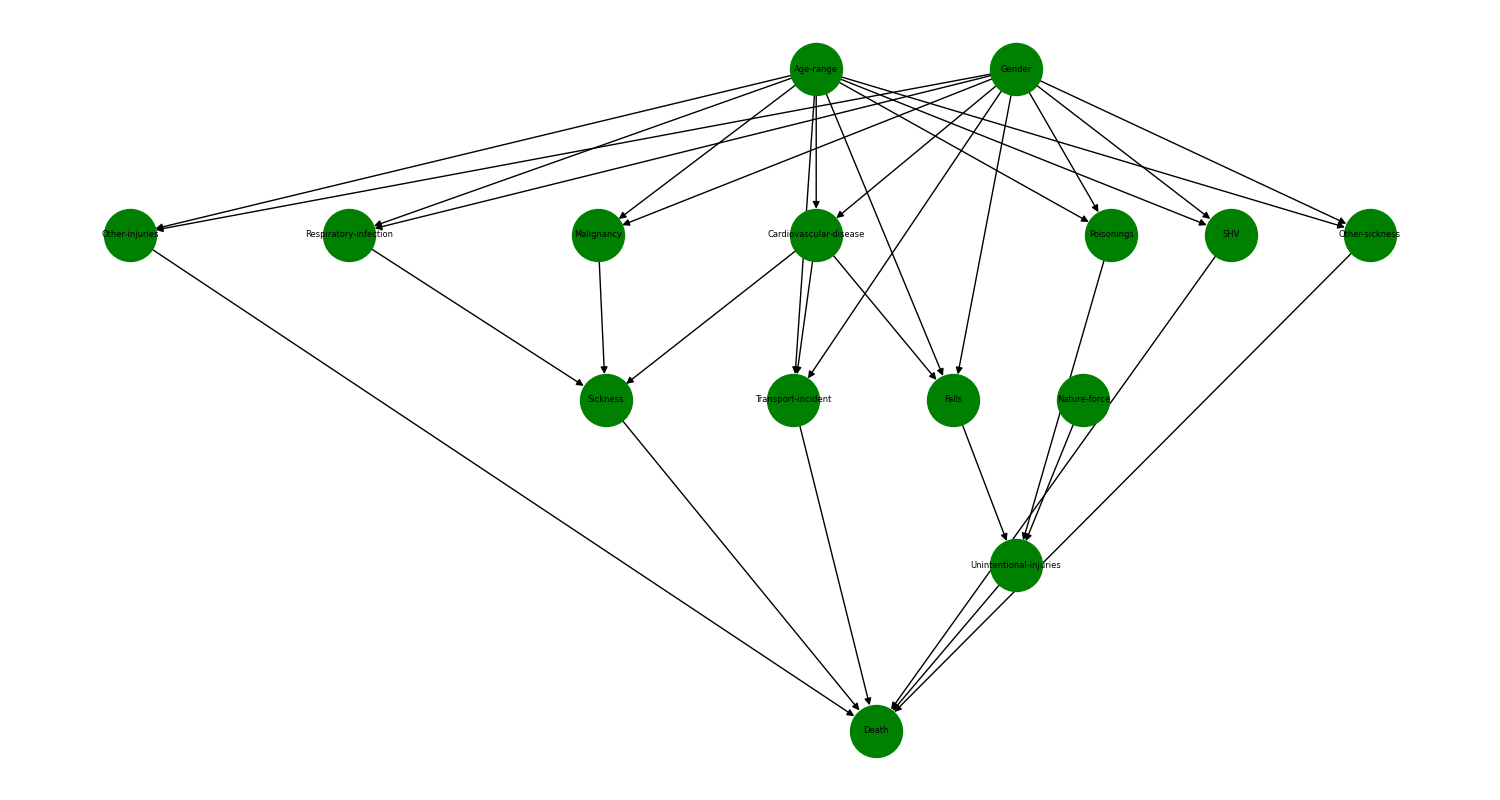 Age-range
Gender
Other-injuries
Respiratory-infection
Malignancy
Cardiovascular-disease
Poisonings
SHV
Other-sickness
Sickness
Transport-incident
Falls
Nature-force
Unintentional-injuries
Death